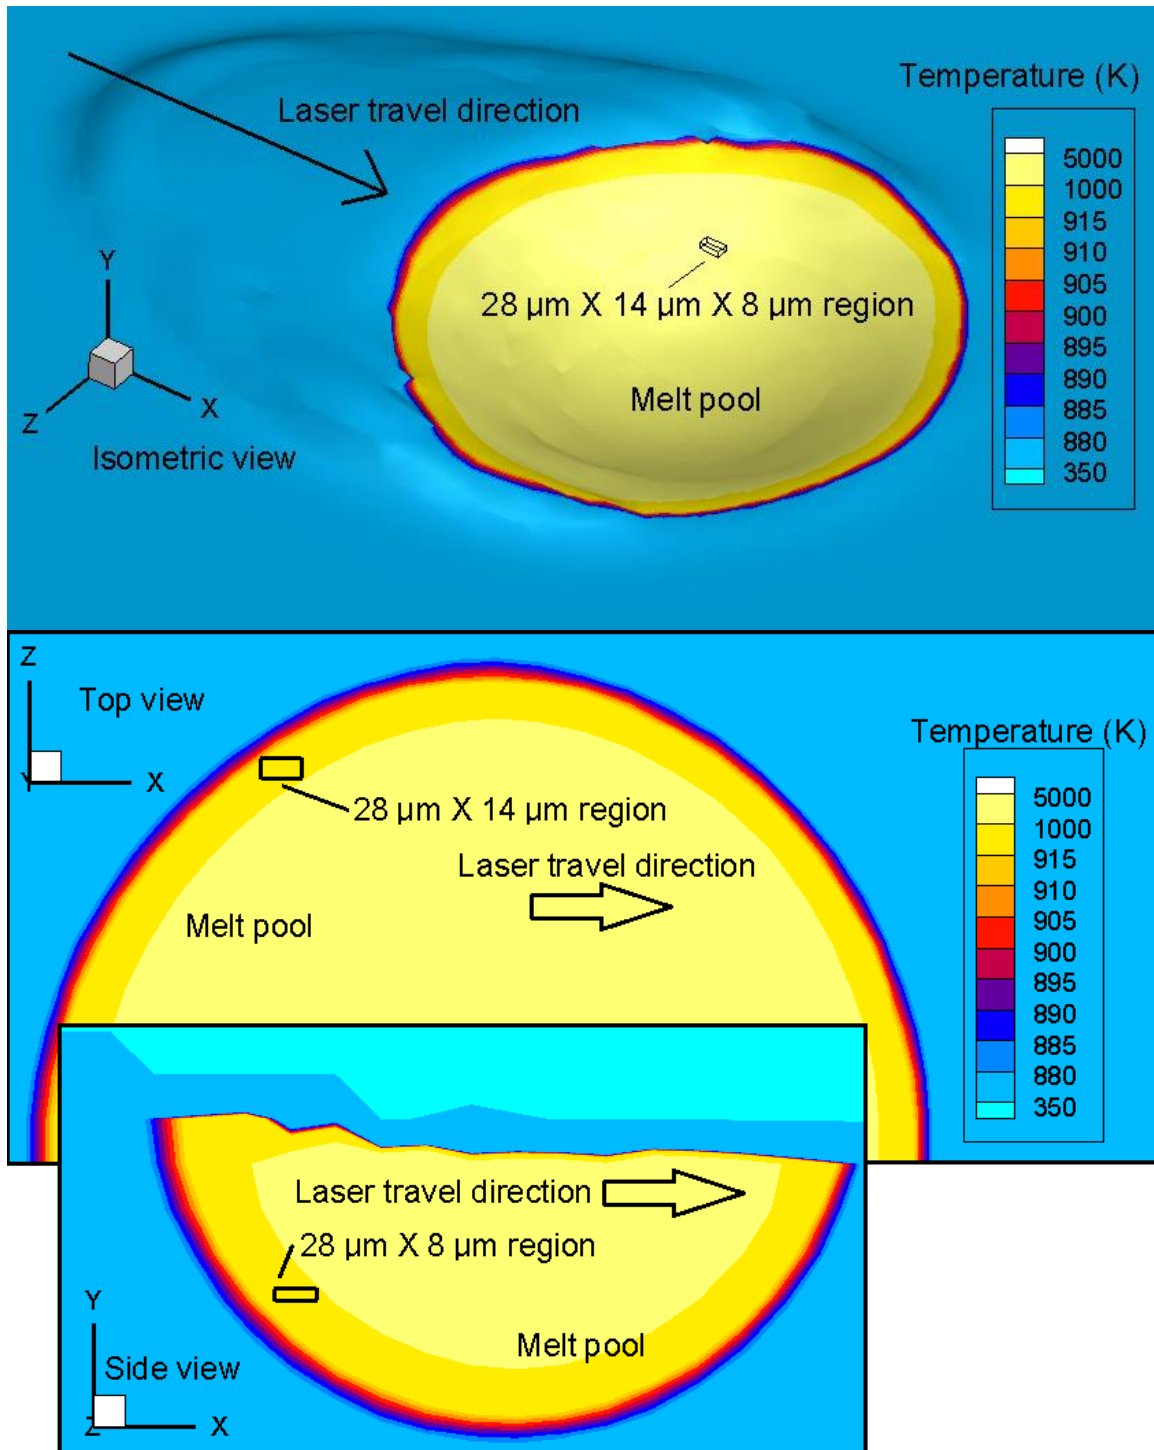 Temperature (K)
Laser travel direction
5000
1000
915
910
905
900
895
890
885
880
350
Y
28 µm X 14 µm X 8 µm region
Melt pool
X
Z
Isometric view
Z
Top view
Temperature (K)
Y
X
28 µm X 14 µm region
5000
1000
915
910
905
900
895
890
885
880
350
Laser travel direction
Melt pool
Laser travel direction
28 µm X 8 µm region
Y
Melt pool
Side view
Z
X